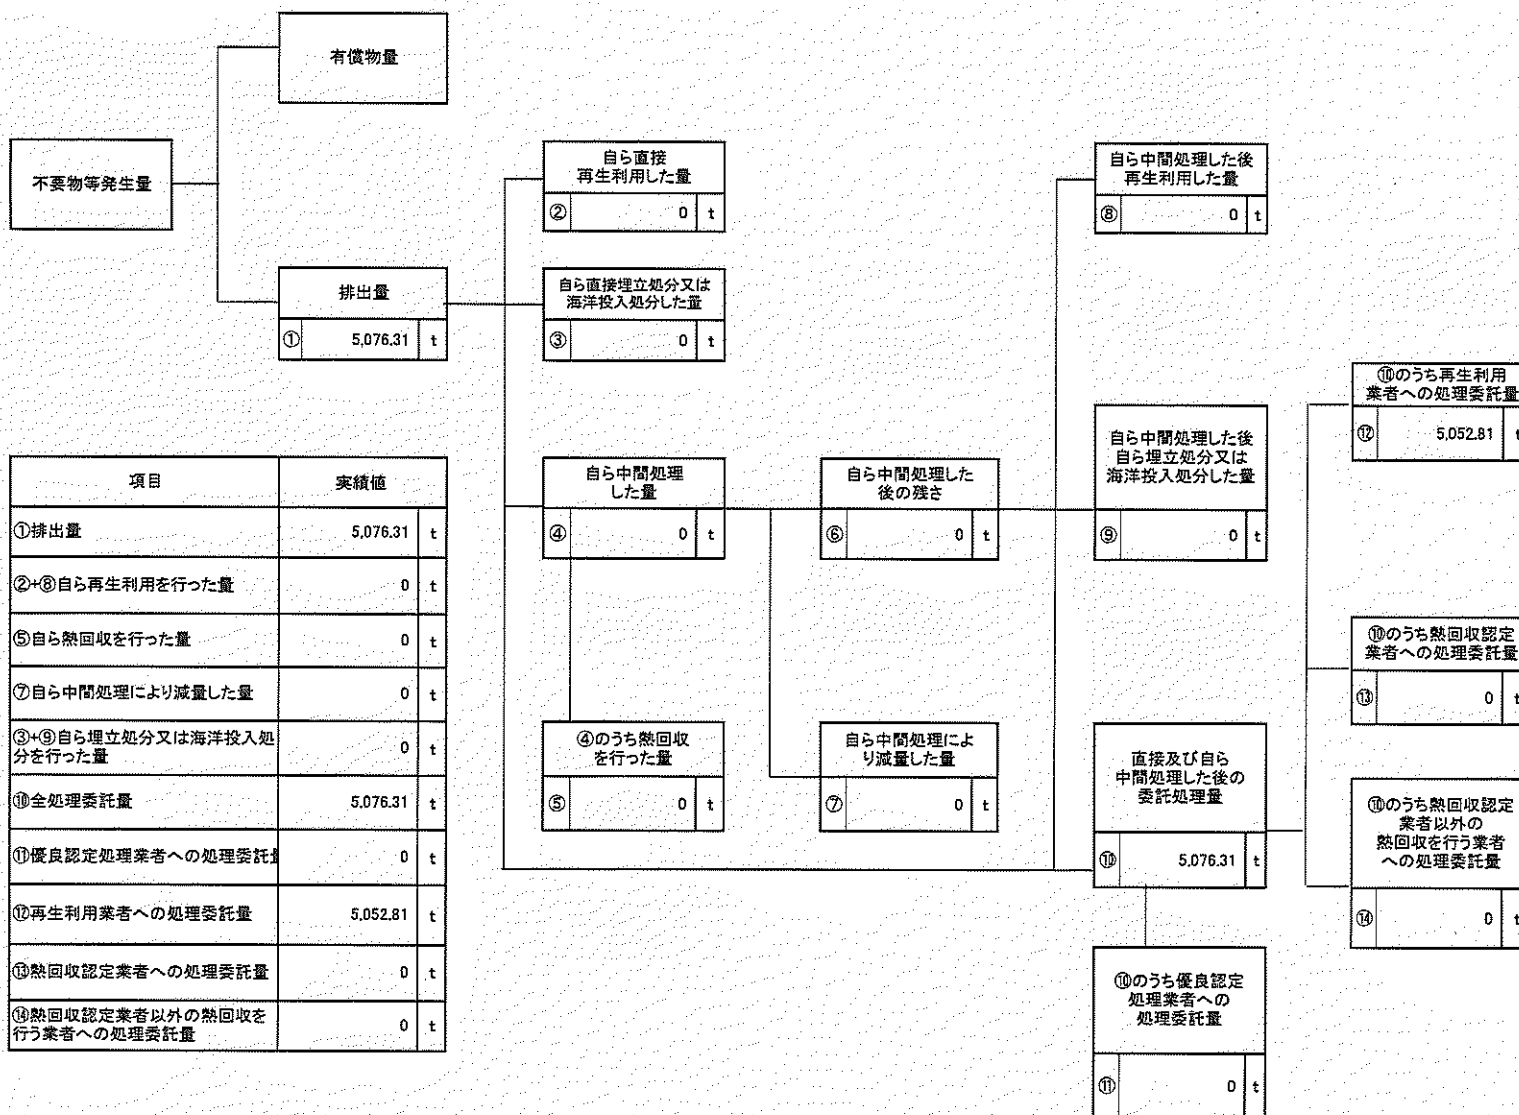 有償物量
不要物等発生量
排出量
① 5,076.31 t
自ら直接
再生利用した量
② 0 t
自ら直接埋立処分又は
海洋投入処分した量
③ 0 t
自ら中間処理
した量
④ 0 t
④のうち熱回収
を行った量
⑤ 0 t
自ら中間処理した
後の残さ
⑥ 0 t
自ら中間処理によ
り減量した量
⑦ 0 t
自ら中間処理した後
再生利用した量
⑧ 0 t
自ら中間処理した後
自ら埋立処分又は
海洋投入処分した量
⑨ 0 t
直接及び自ら
中間処理した後の
委託処理量
⑩ 5,076.31 t
⑩のうち優良認定
処理業者への
処理委託量
⑪ 0 t
⑩のうち再生利用
業者への処理委託量
⑫ 5,052.81 t
⑩のうち熱回収認定
業者への処理委託量
⑬ 0 t
⑩のうち熱回収認定
業者以外の
熱回収を行う業者
への処理委託量
⑭ 0 t
項目 実績値
①排出量 5,076.31 t
②+⑧自ら再生利用を行った量 0 t
⑤自ら熱回収を行った量 0 t
⑦自ら中間処理により減量した量 0 t
③+⑨自ら埋立処分又は海洋投入処
分を行った量 0 t
⑩全処理委託量 5,076.31 t
⑪優良認定処理業者への処理委託量 0 t
⑫再生利用業者への処理委託量 5,052.81 t
⑬熱回収認定業者への処理委託量 0 t
⑭熱回収認定業者以外の熱回収を
行う業者への処理委託量 0 t